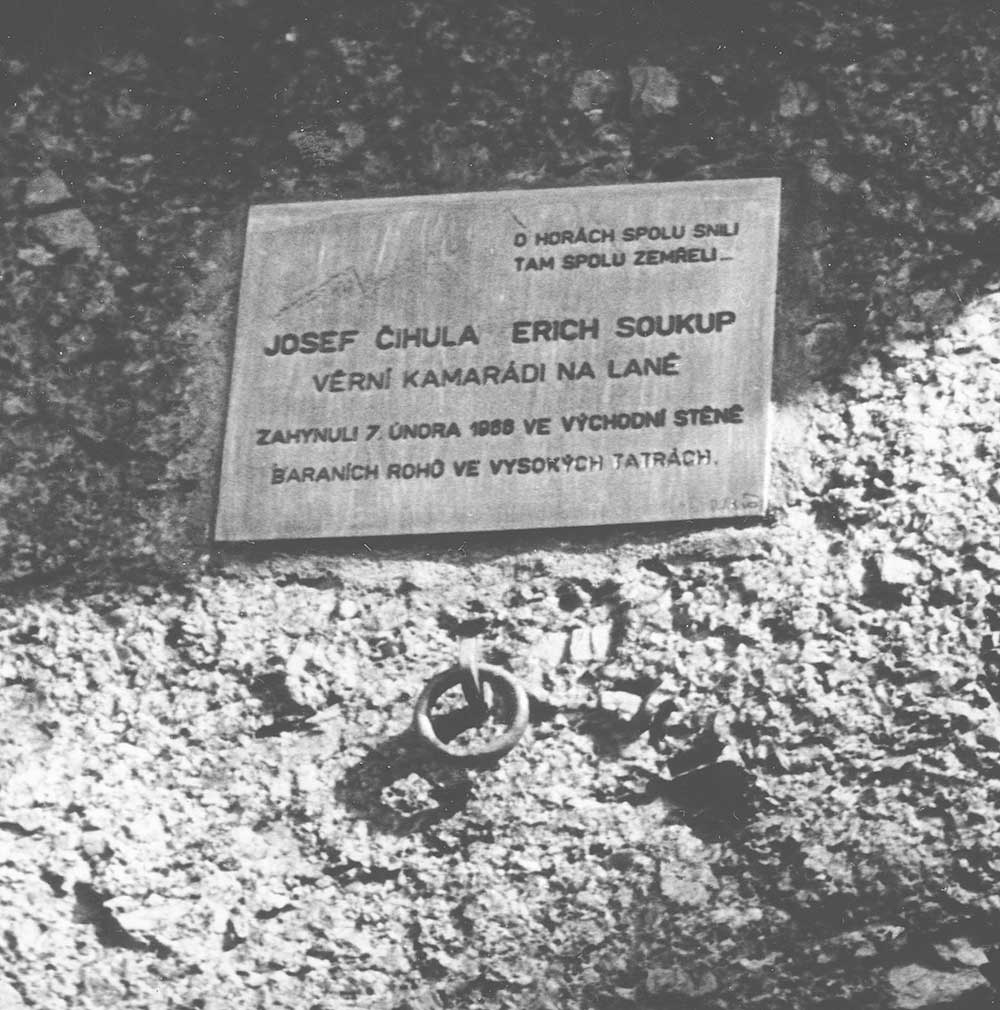 O HORÁCH SPOLU SNILI
TAM SPOLU ZEMŘELI...
JOSEF ČIHULA ERICH SOUKUP
VĚRNÍ KAMARÁDI NA LANĚ
ZAHYNULI 7. ÚNORA VE VÝCHODNÍ STĚNĚ
BARANÍCH ROHŮ VE VYSOKÝCH TATRÁCH.